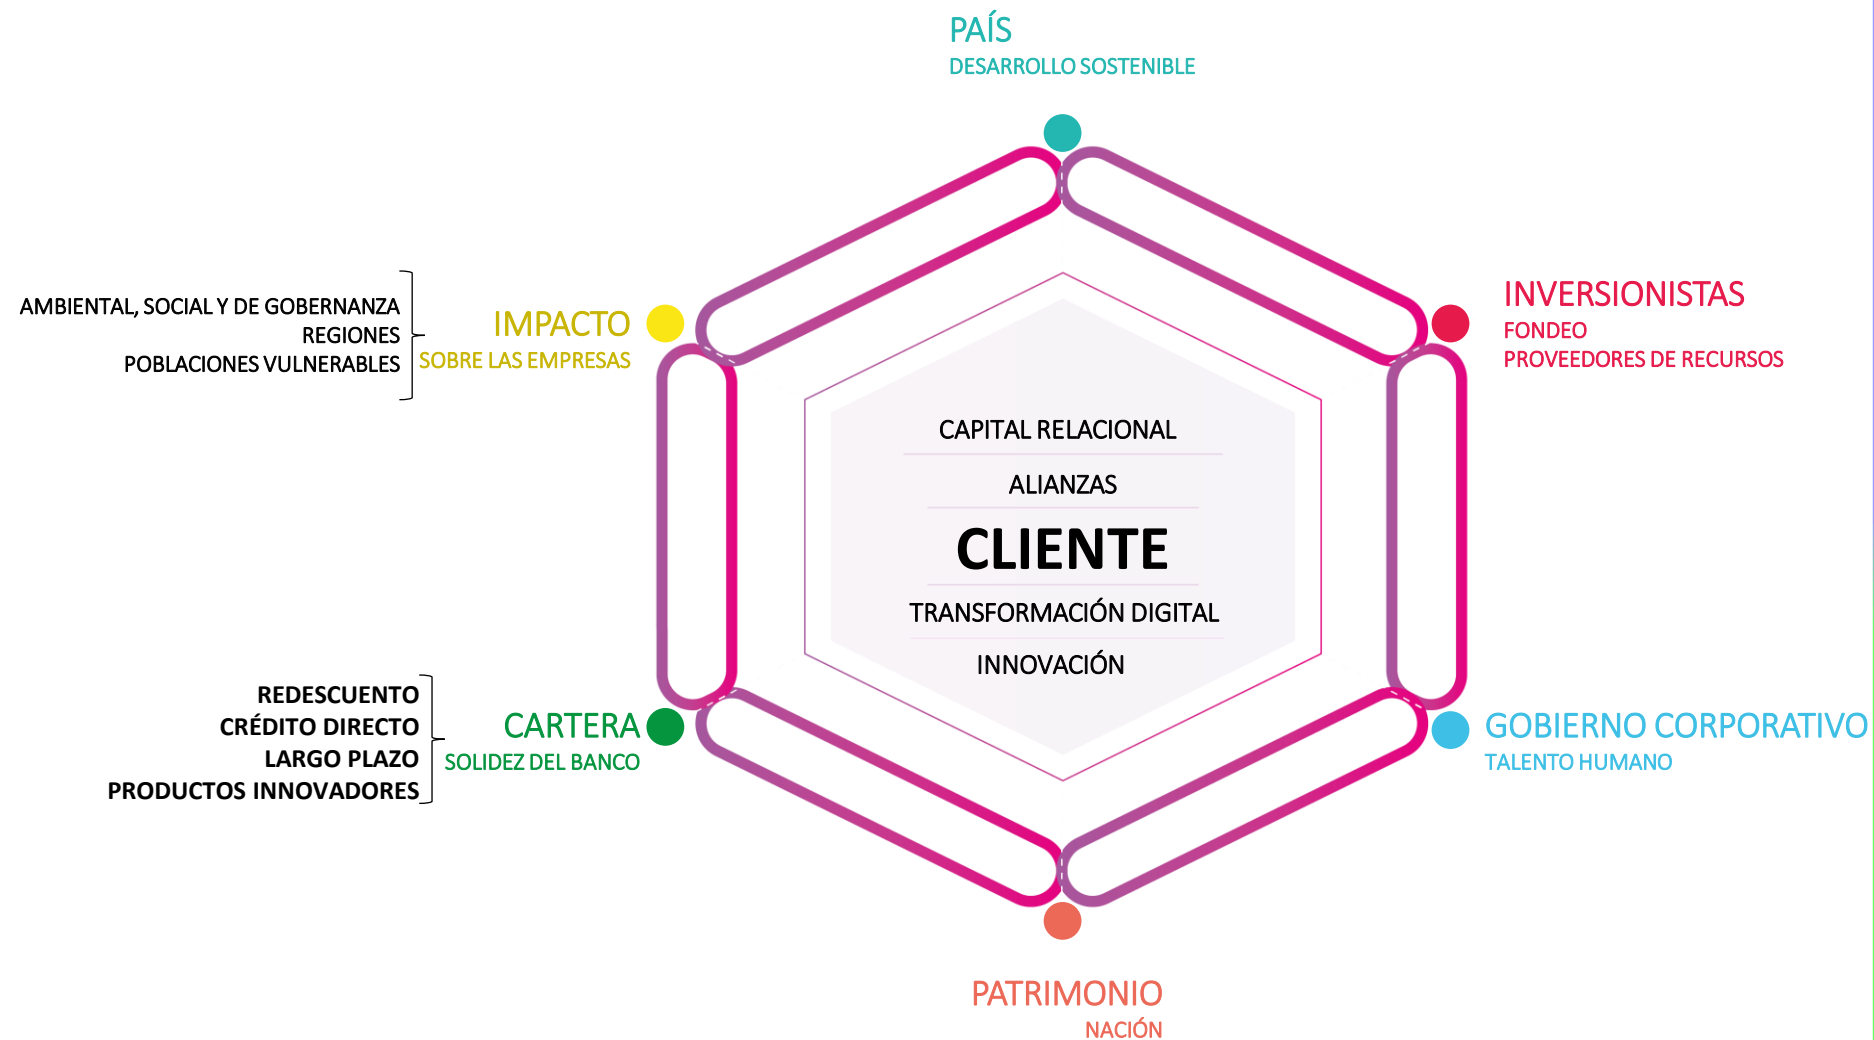 PAÍS
DESARROLLO SOSTENIBLE
INVERSIONISTAS
FONDEO
PROVEEDORES DE RECURSOS
AMBIENTAL, SOCIAL Y DE GOBERNANZA
REGIONES
POBLACIONES VULNERABLES
IMPACTO
SOBRE LAS EMPRESAS
CAPITAL RELACIONAL
ALIANZAS
CLIENTE
TRANSFORMACIÓN DIGITAL
INNOVACIÓN
REDESCUENTO
CRÉDITO DIRECTO
LARGO PLAZO
PRODUCTOS INNOVADORES
CARTERA
SOLIDEZ DEL BANCO
GOBIERNO CORPORATIVO
TALENTO HUMANO
PATRIMONIO
NACIÓN